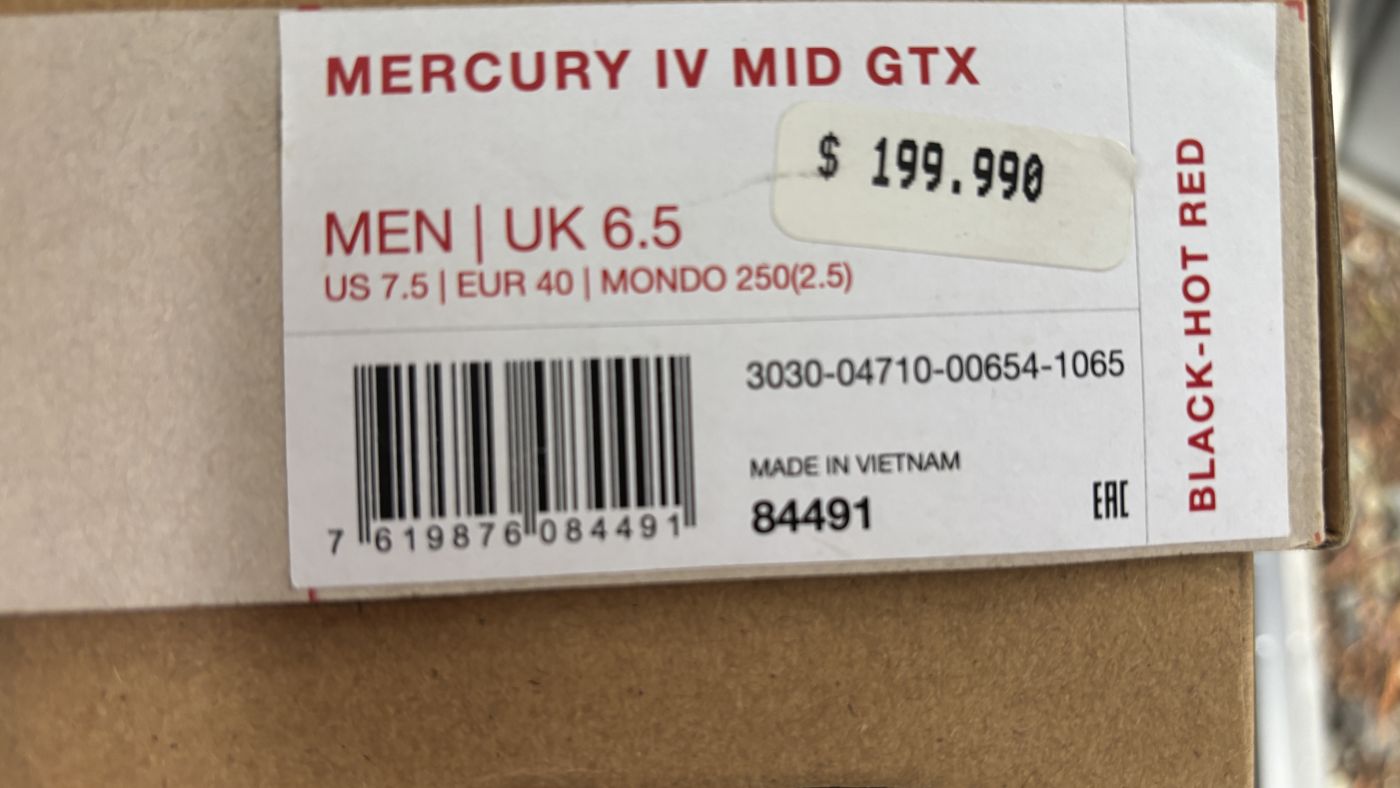 MERCURY IV MID GTX
$ 199.990
MEN | UK 6.5
US 7.5 | EUR 40 | MONDO 250(2.5)
3030-04710-00654-1065
MADE IN VIETNAM
84491
EAC
7 619876 084491
BLACK-HOT RED